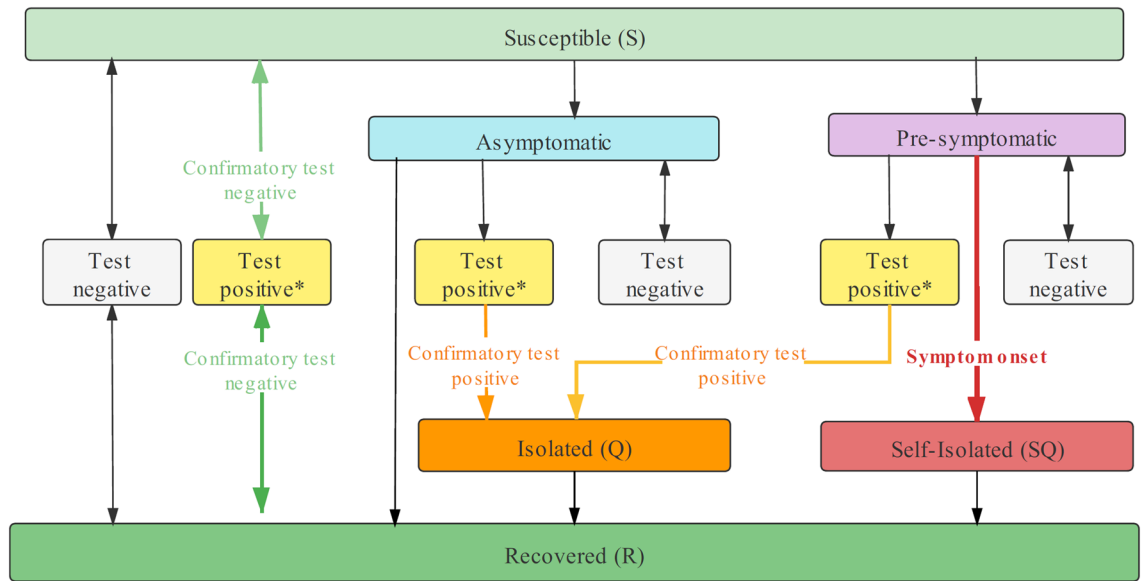 Susceptible (S)
Asymptomatic
Pre-symptomatic
Confirmatory test
negative
Test
negative
Test
positive*
Test
positive*
Test
negative
Test
positive*
Test
negative
Confirmatory test
negative
Confirmatory test
positive
Confirmatory test
positive
Symptom onset
Isolated (Q)
Self-Isolated (SQ)
Recovered (R)